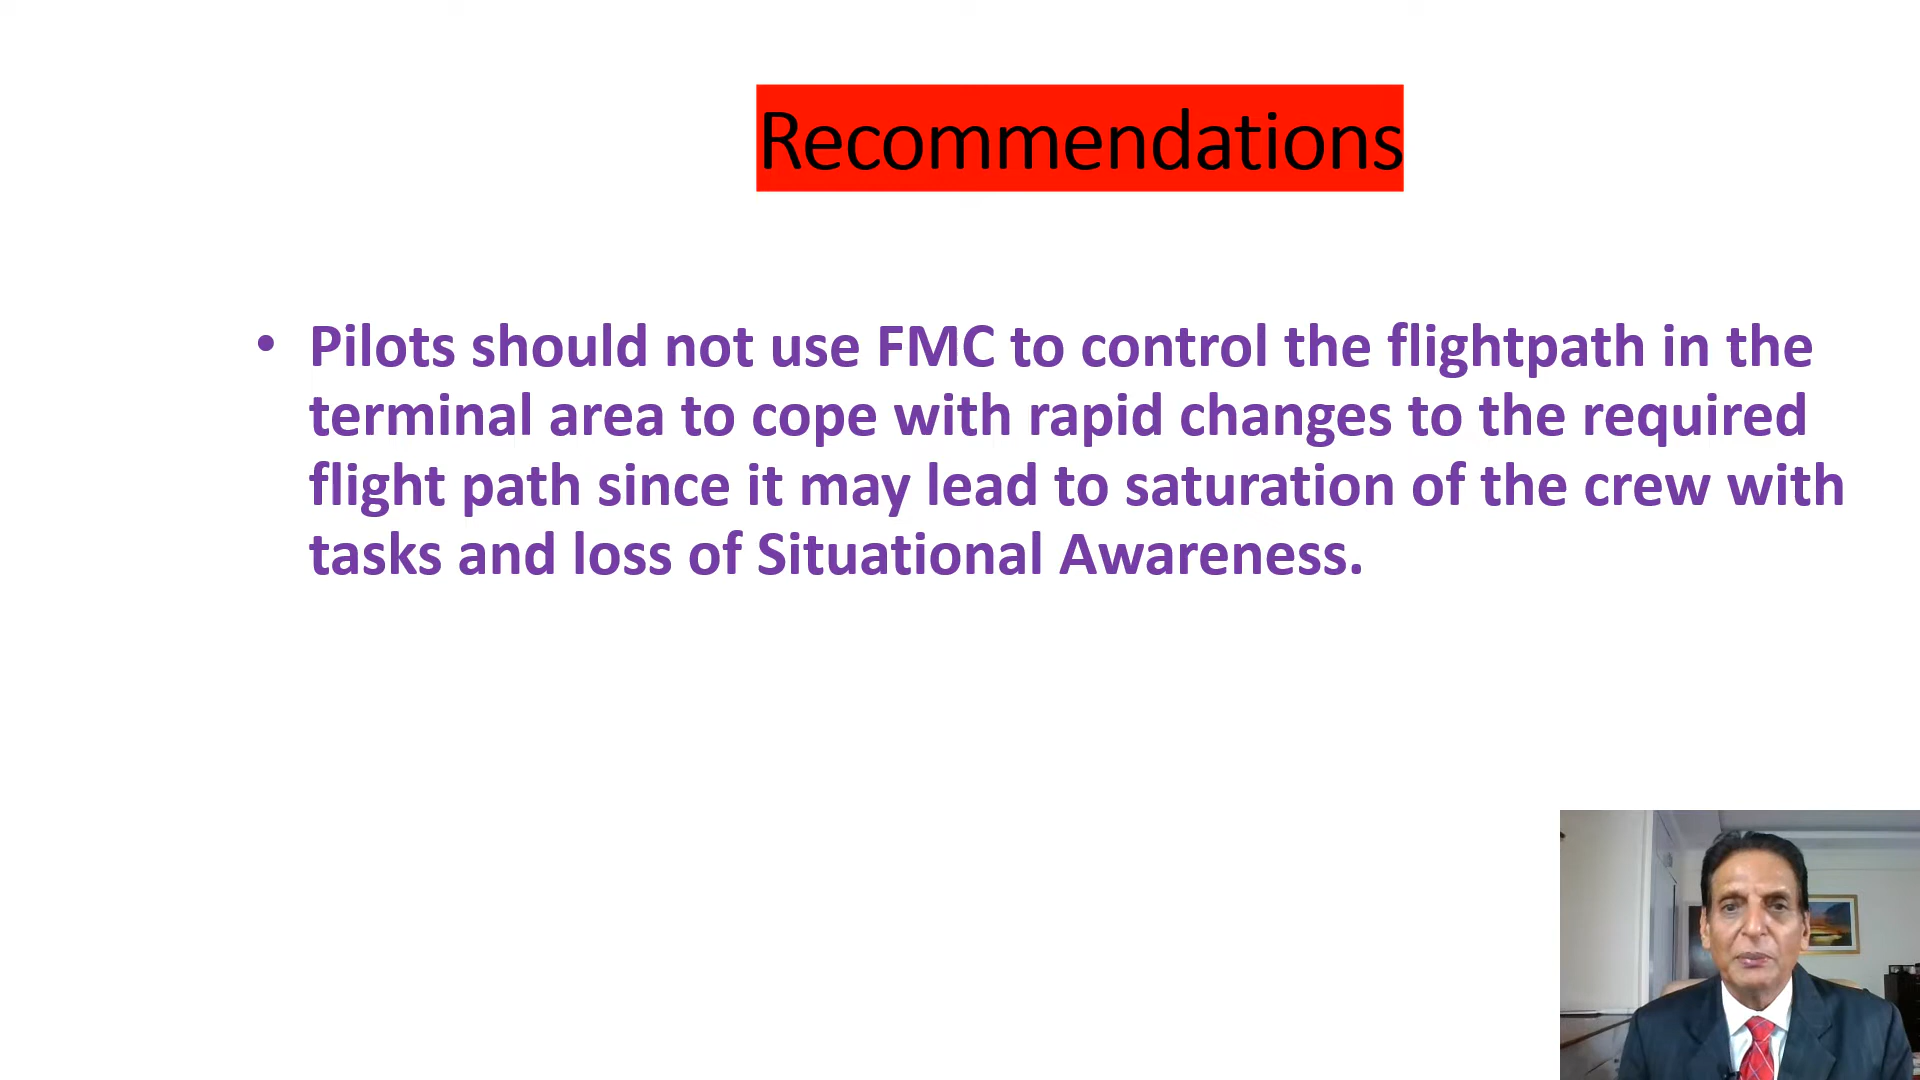 Recommendations
• Pilots should not use FMC to control the flightpath in the
terminal area to cope with rapid changes to the required
flight path since it may lead to saturation of the crew with
tasks and loss of Situational Awareness.